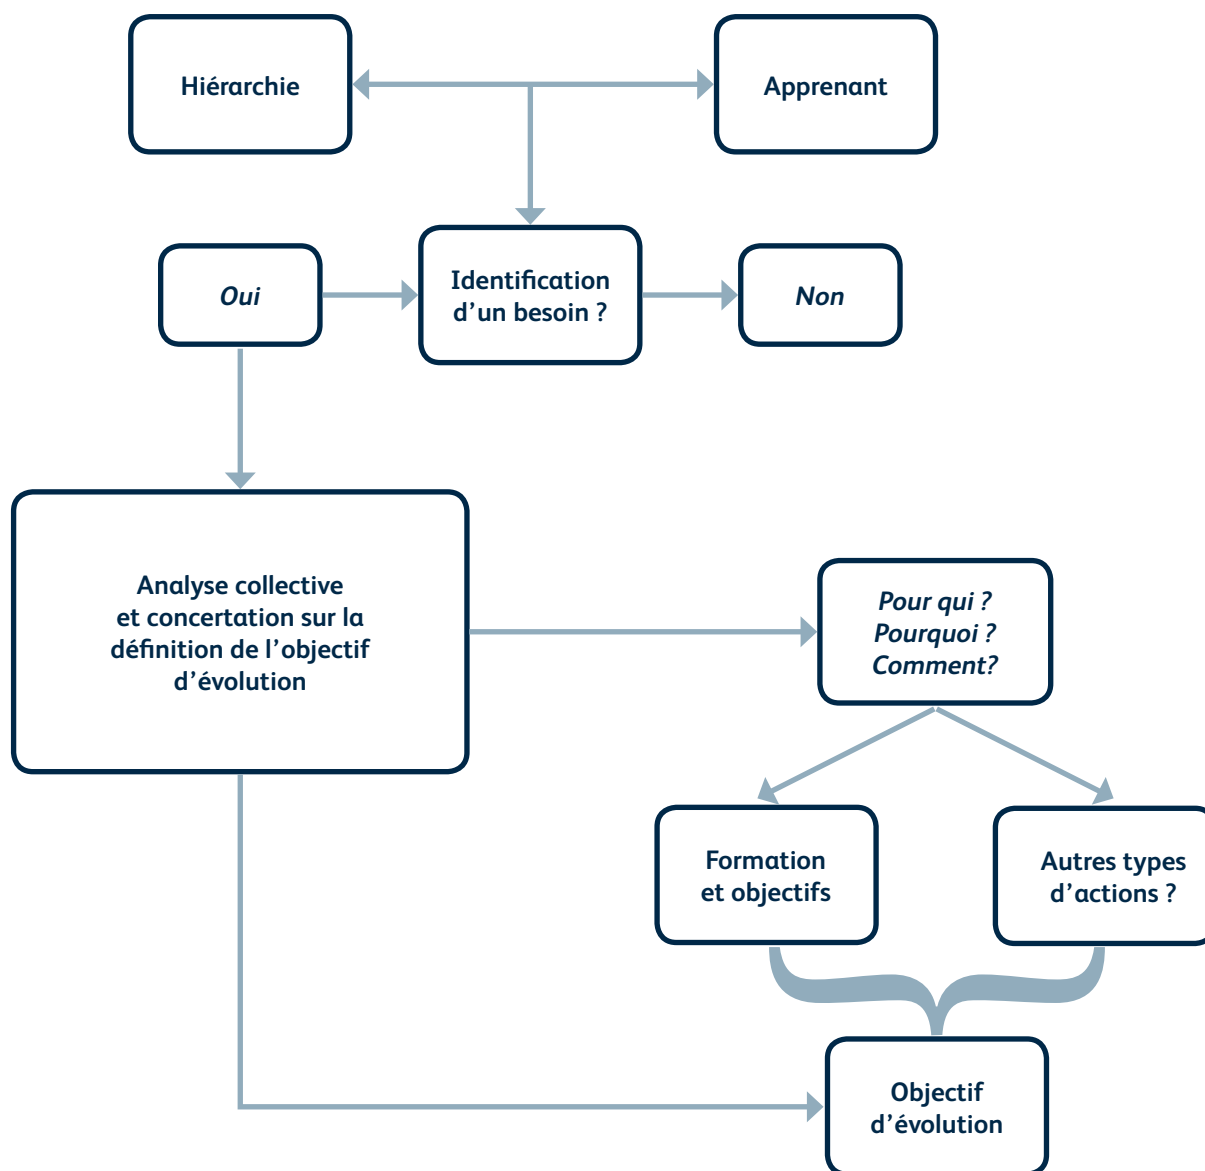 Hiérarchie
Apprenant
Oui
Identification
d’un besoin ?
Non
Analyse collective
et concertation sur la
définition de l’objectif
d’évolution
Pour qui ?
Pourquoi ?
Comment?
Formation
et objectifs
Autres types
d’actions ?
Objectif
d’évolution